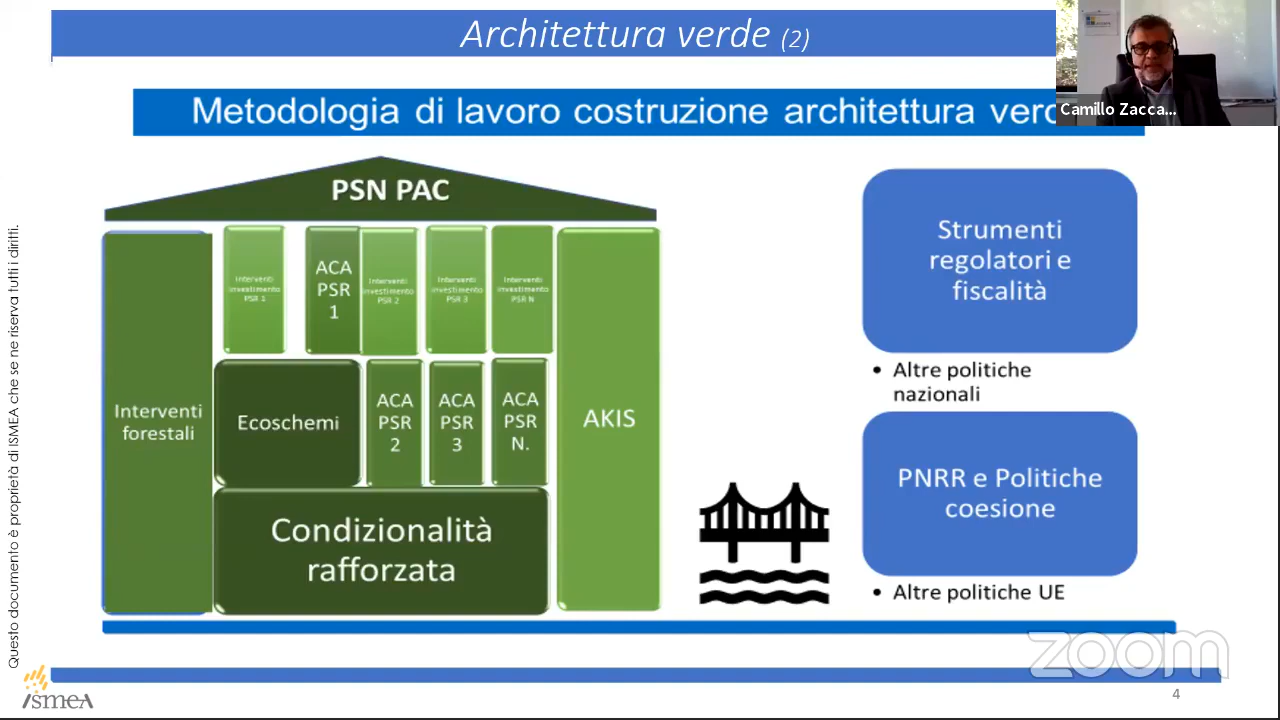 Architettura verde (2)
Metodologia di lavoro costruzione architettura
Camillo Zacca...
PSN PAC
Interventi
investimento
PSR 1
ACA
PSR
1
Interventi
investimento
PSR 2
Interventi
investimento
PSR 3
Interventi
investimento
PSR N
Interventi
forestali
Ecoschemi
ACA
PSR
2
ACA
PSR
3
ACA
PSR
N.
AKIS
Condizionalità
rafforzata
Strumenti
regolatori e
fiscalità
• Altre politiche
nazionali
PNRR e Politiche
coesione
• Altre politiche UE
Questo documento è proprietà di ISMEA che se ne riserva tutti i diritti.
ismeA
zoom
4